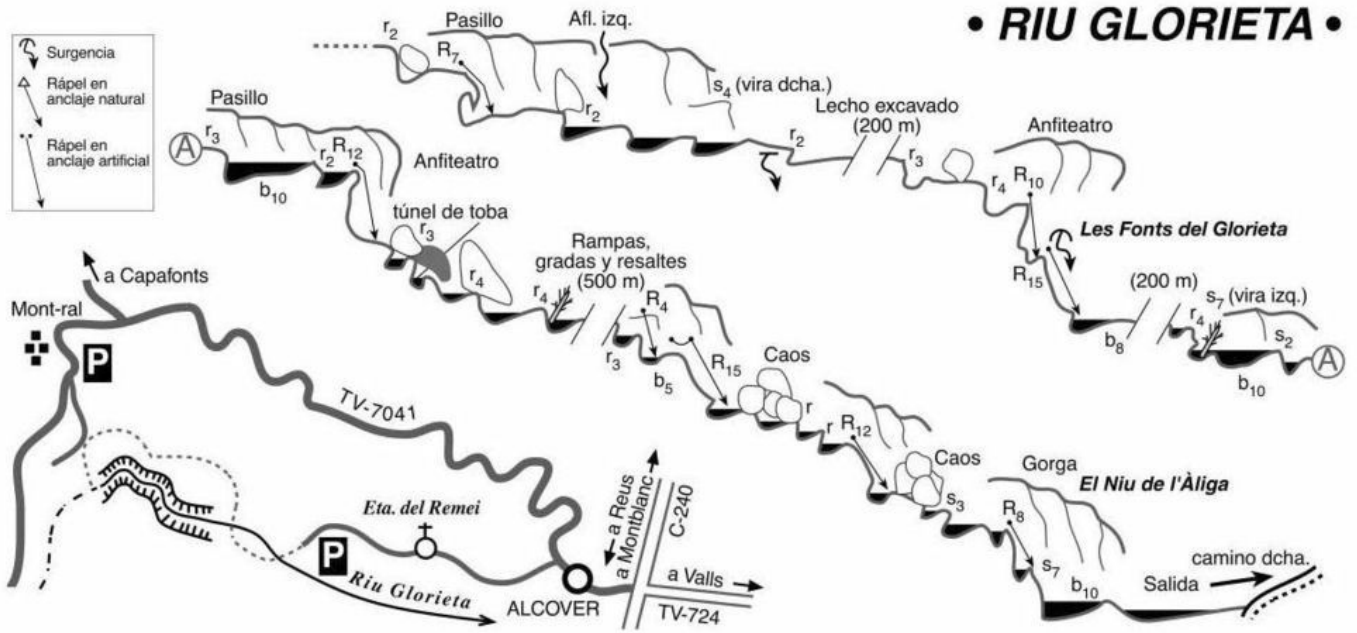 • RIU GLORIETA •
Surgencia
Rápel en
anclaje natural
Rápel en
anclaje artificial
r2
Pasillo
R7
Afl. izq.
r2
s4 (vira dcha.)
r2
Lecho excavado
(200 m)
r3
r4
R10
Anfiteatro
Les Fonts del Glorieta
R15
b8
(200 m)
r4
s7 (vira izq.)
s2
b10
A
A
r3
Pasillo
b10
r2
R12
Anfiteatro
túnel de toba
r3
r4
r4
Rampas,
gradas y resaltes
(500 m)
r3
R4
b5
R15
Caos
r
r
R12
Caos
s3
Gorga
El Niu de l'Àliga
R8
s7
b10
Salida
camino dcha.
a Capafonts
Mont-ral
P
TV-7041
Eta. del Remei
P
Riu Glorieta
ALCOVER
a Reus
a Montblanc
C-240
a Valls
TV-724